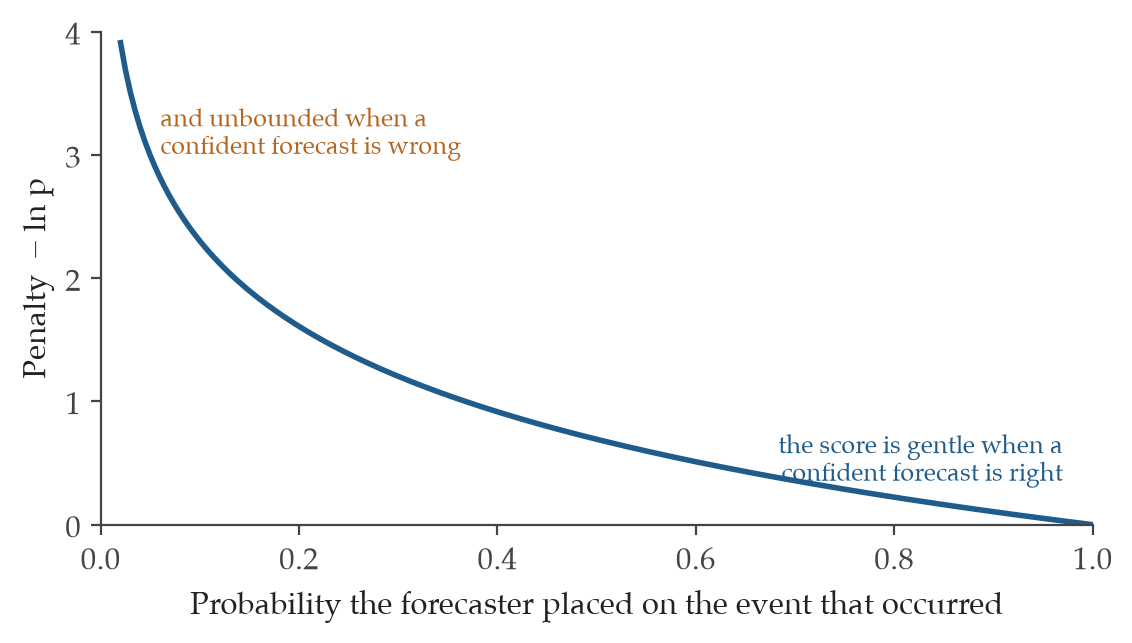 4
and unbounded when a
confident forecast is wrong
3
Penalty − ln p
2
1
the score is gentle when a
confident forecast is right
0
0.0 0.2 0.4 0.6 0.8 1.0
Probability the forecaster placed on the event that occurred